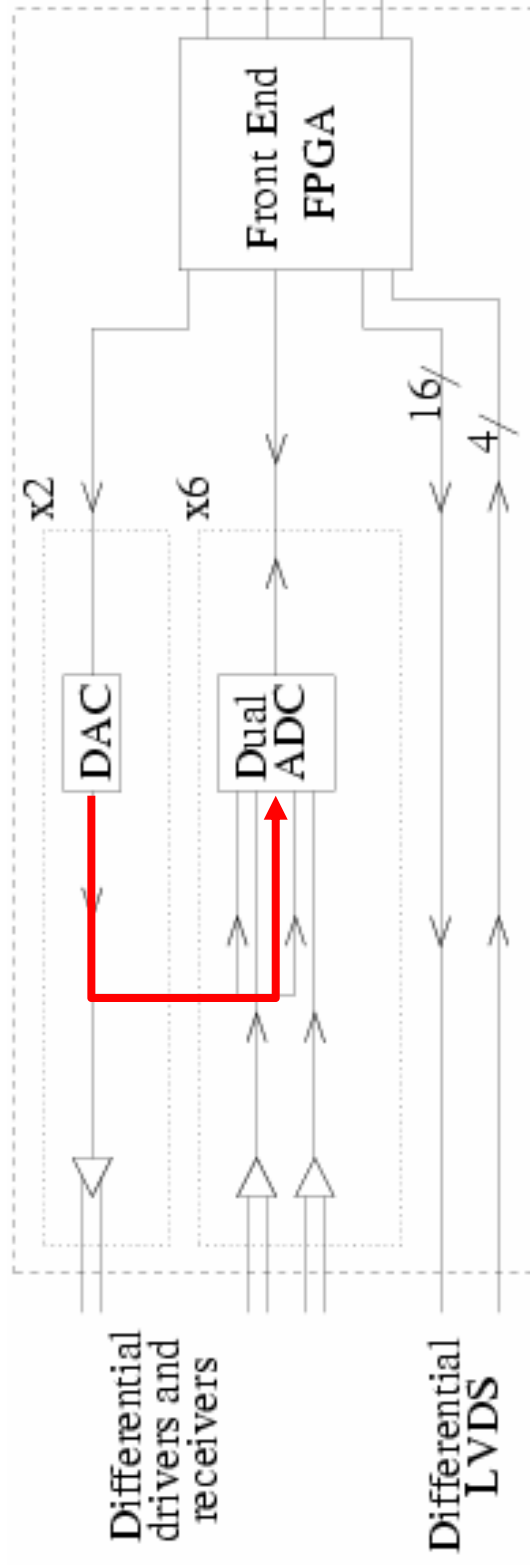 x2
x6
Front End
FPGA
DAC
Dual
ADC
16
4
Differential
drivers and
receivers
Differential
LVDS